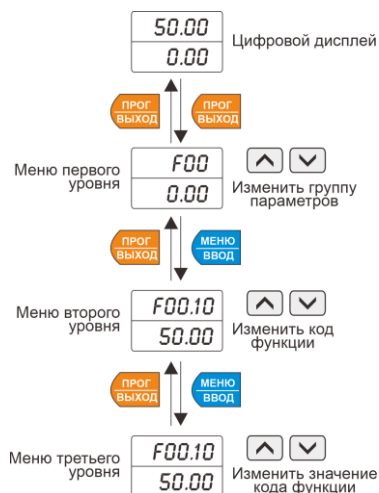 50.00
0.00
Цифровой дисплей
ПРОГ
ВЫХОД
ПРОГ
ВЫХОД
Меню первого
уровня
F00
0.00
Изменить группу
параметров
ПРОГ
ВЫХОД
МЕНЮ
ВВОД
Меню второго
уровня
F00.10
50.00
Изменить код
функции
ПРОГ
ВЫХОД
МЕНЮ
ВВОД
Меню третьего
уровня
F00.10
50.00
Изменить значение
кода функции